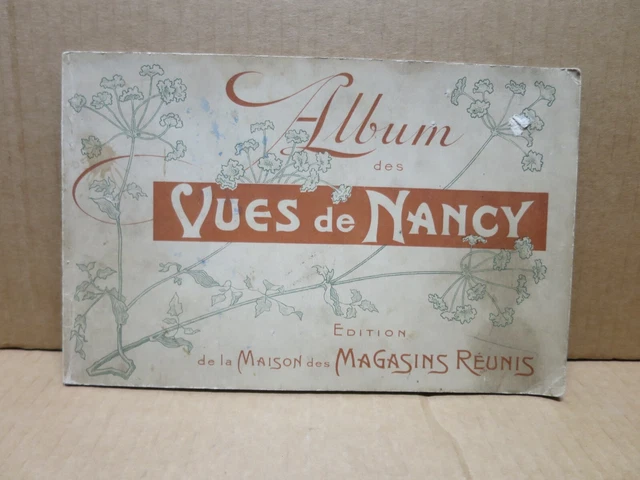 Album
des
VUES de NANCY
EDITION
de la MAISON des MAGASINS RÉUNIS